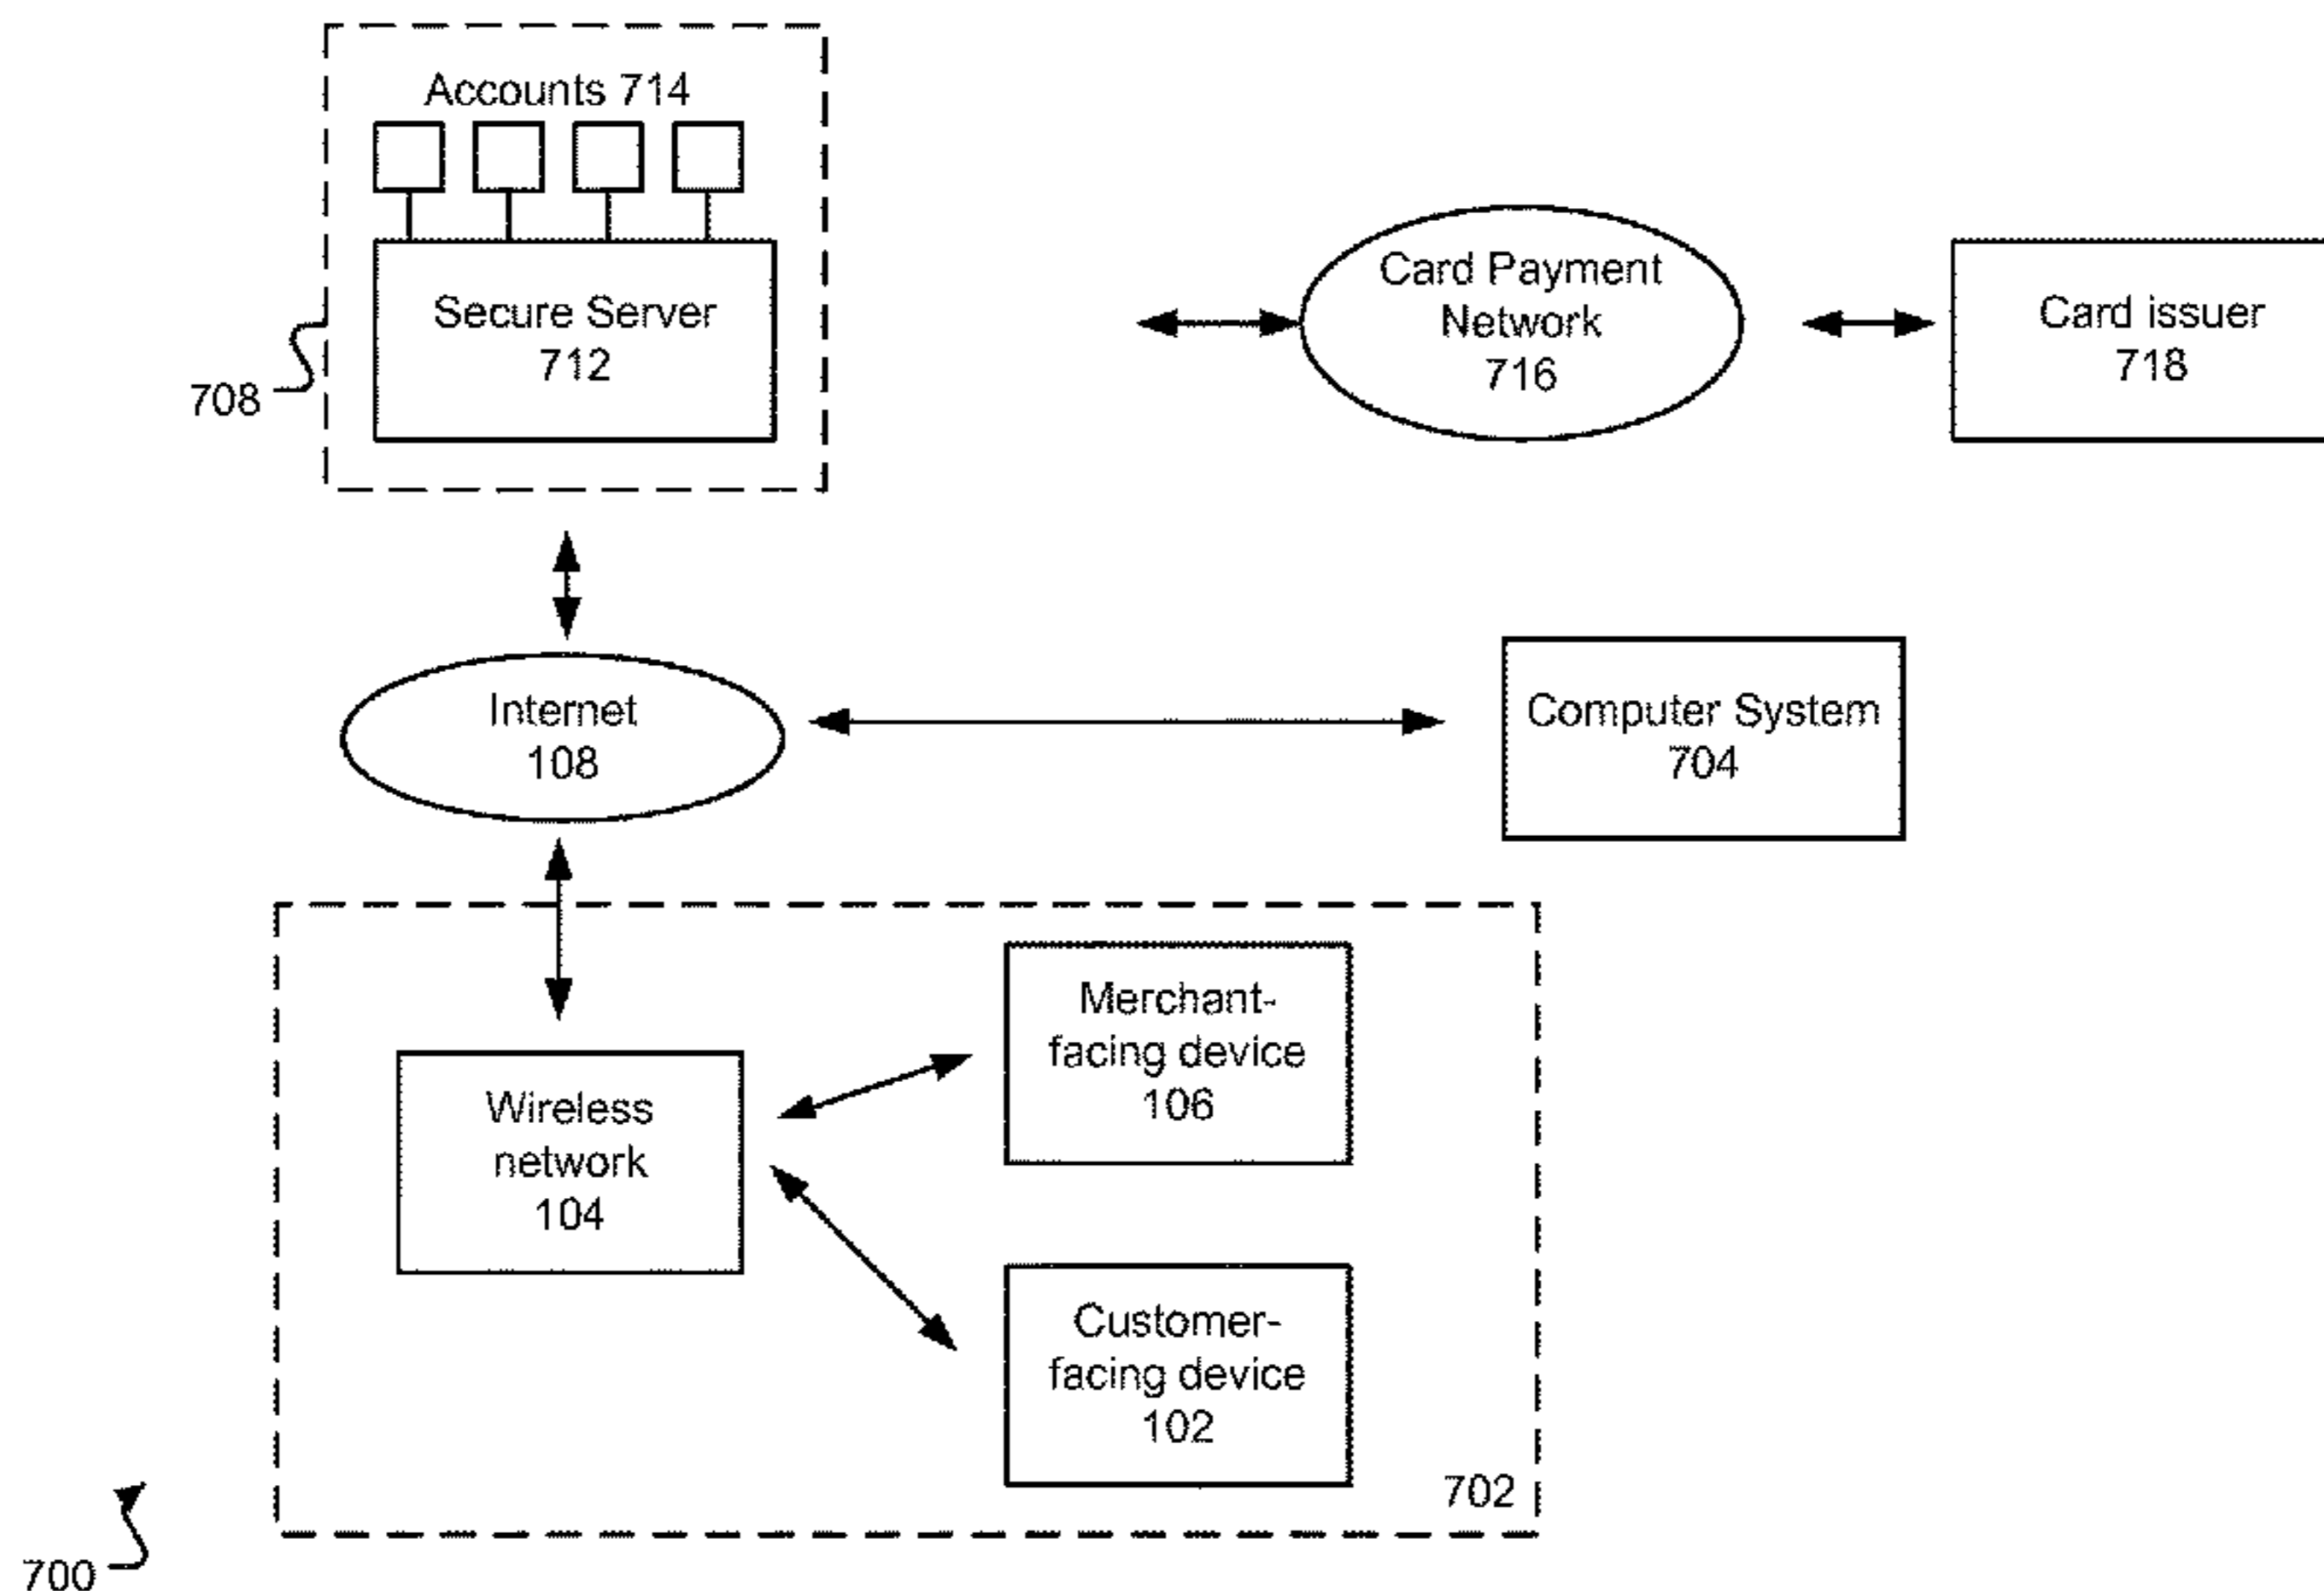 Accounts 714
Secure Server
712
708
Card Payment
Network
716
Card issuer
718
Internet
108
Computer System
704
Merchant-
facing device
106
Wireless
network
104
Customer-
facing device
102
702
700